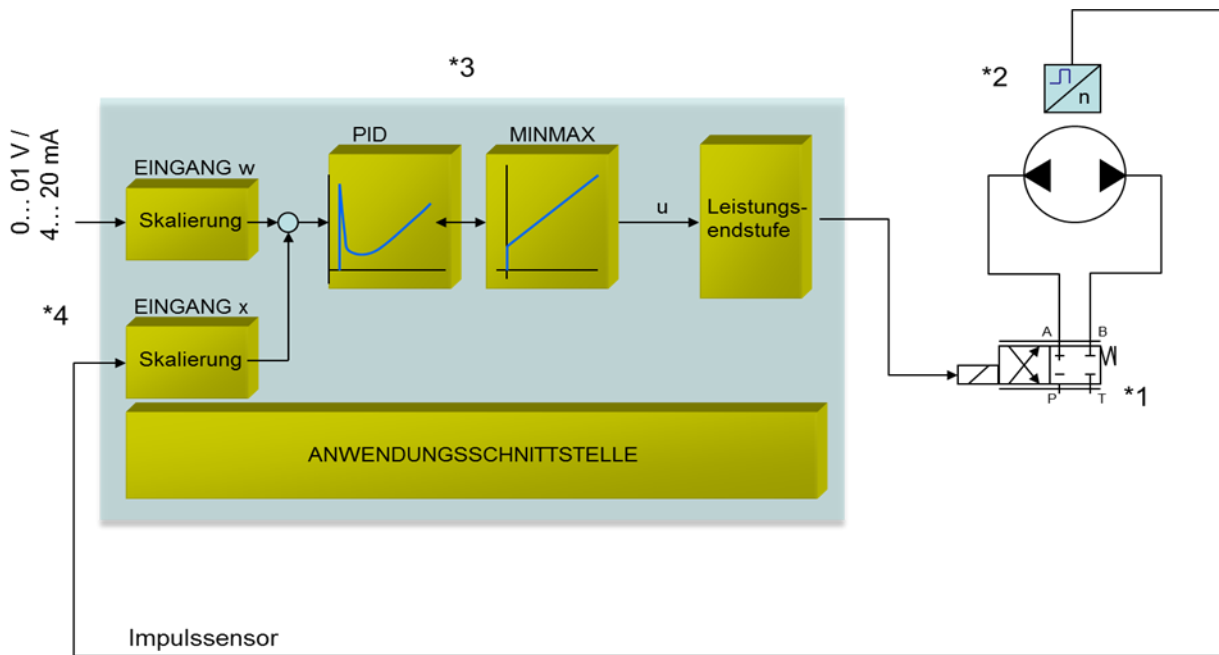 *3
*2
n
0... 01 V /
4... 20 mA
EINGANG w
Skalierung
PID
MINMAX
u
Leistungs-
endstufe
*4
EINGANG x
Skalierung
A
B
P
T
*1
ANWENDUNGSSCHNITTSTELLE
Impulssensor